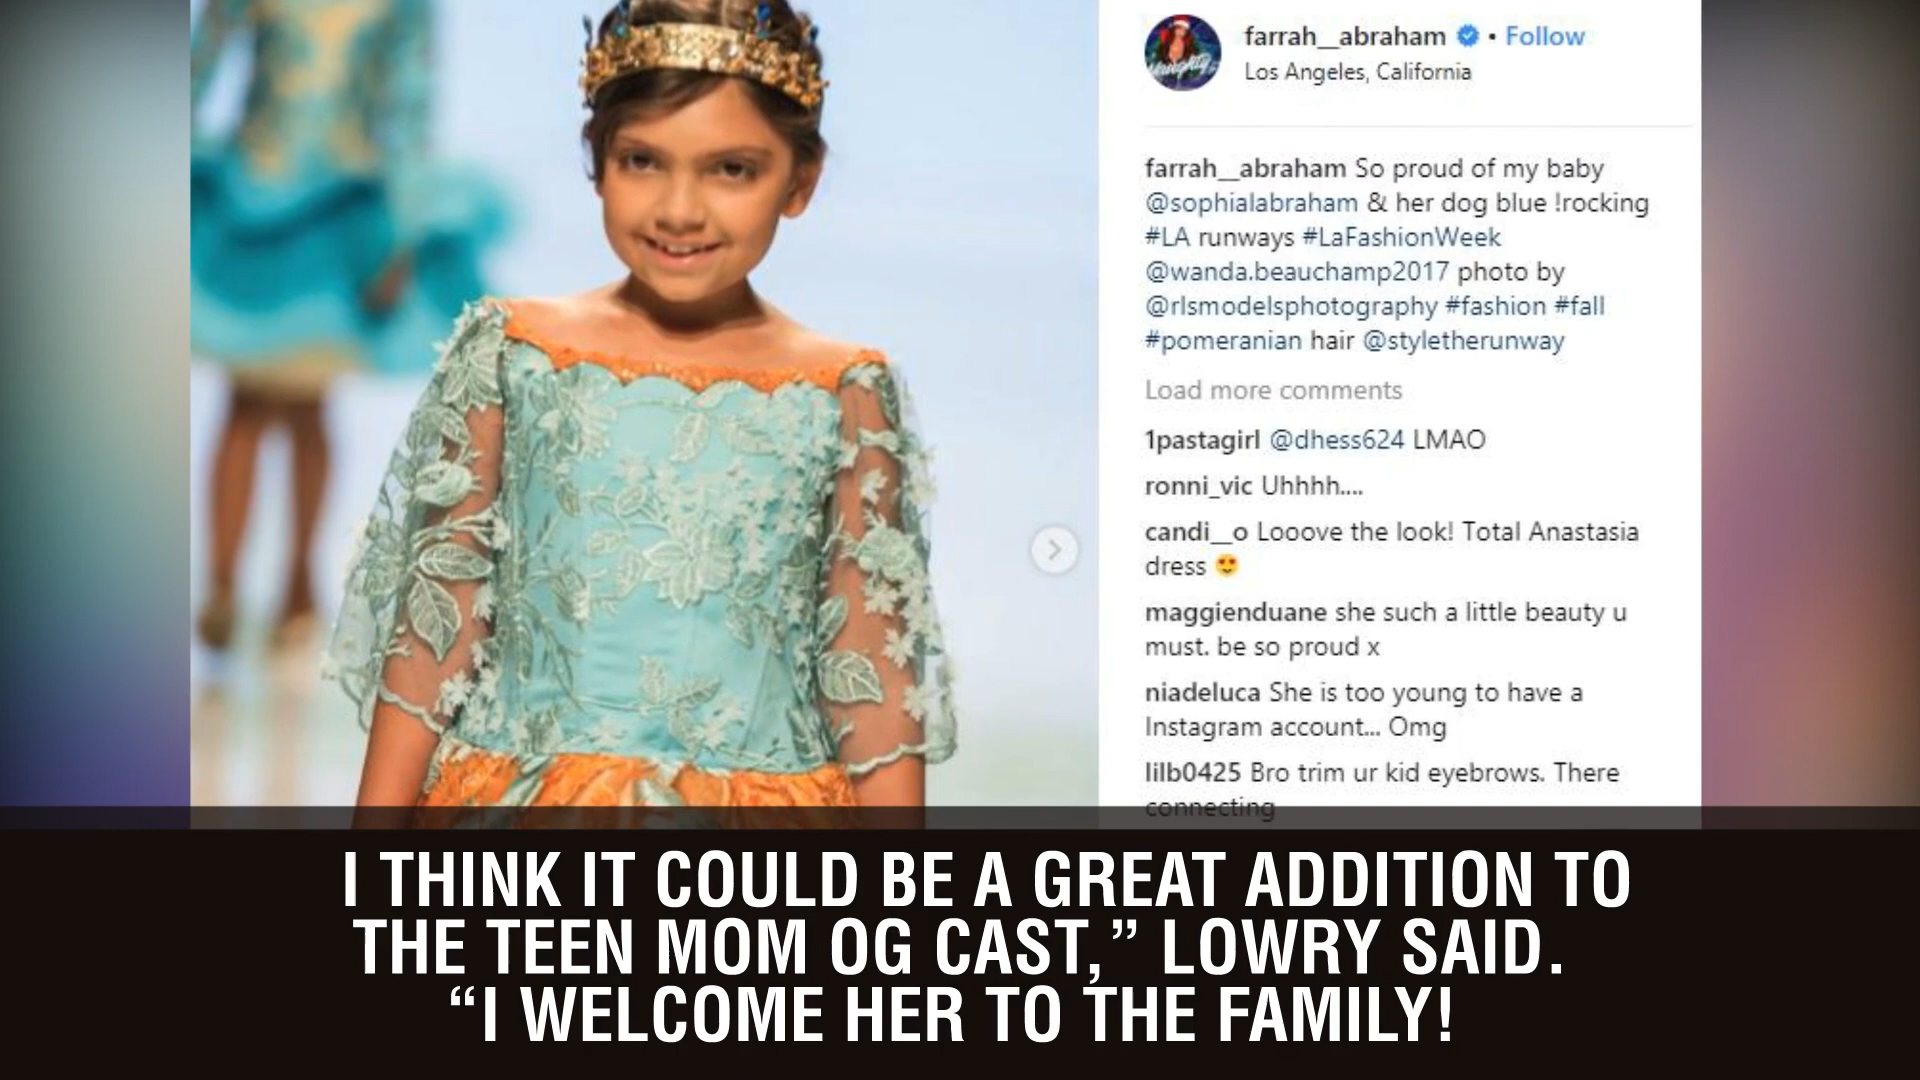 farrah__abraham • Follow
Los Angeles, California
farrah__abraham So proud of my baby
@sophialabraham & her dog blue !rocking
#LA runways #LaFashionWeek
@wanda.beauchamp2017 photo by
@rlsmodelsphotography #fashion #fall
#pomeranian hair @styletherunway
Load more comments
1pastagirl @dhess624 LMAO
ronni_vic Uhhhh....
candi__o Looove the look! Total Anastasia
dress 😍
maggienduane she such a little beauty u
must. be so proud x
niadeluca She is too young to have a
Instagram account... Omg
lilb0425 Bro trim ur kid eyebrows. There
connecting
I THINK IT COULD BE A GREAT ADDITION TO
THE TEEN MOM OG CAST,” LOWRY SAID.
“I WELCOME HER TO THE FAMILY!